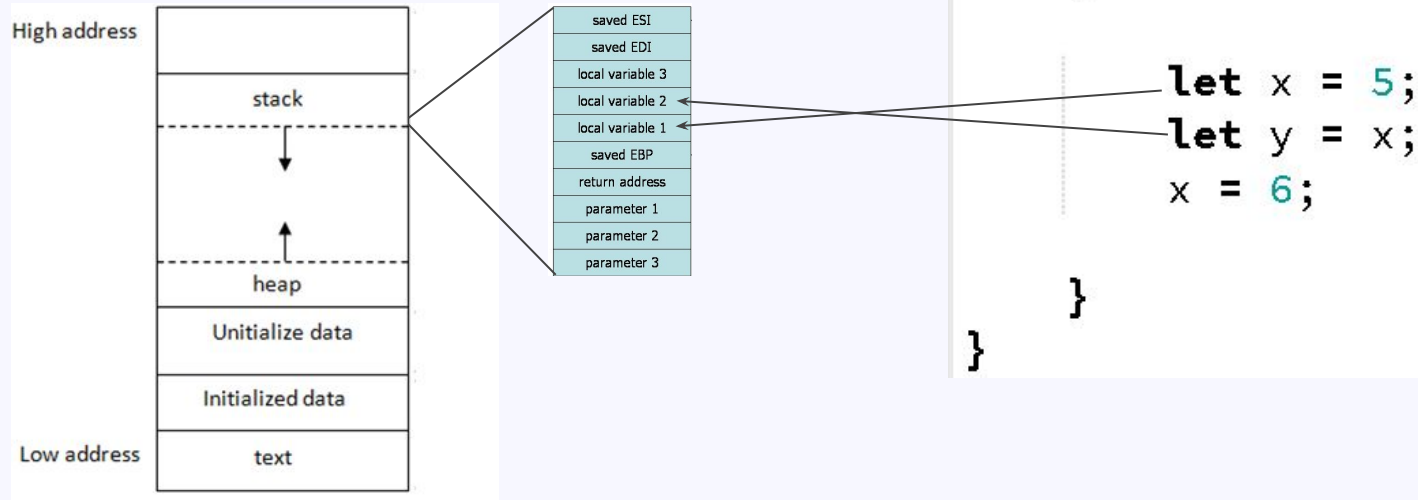 High address
stack
heap
Unitialize data
Initialized data
Low address
text
saved ESI
saved EDI
local variable 3
local variable 2
local variable 1
saved EBP
return address
parameter 1
parameter 2
parameter 3
let x = 5;
let y = x;
x = 6;
}
}